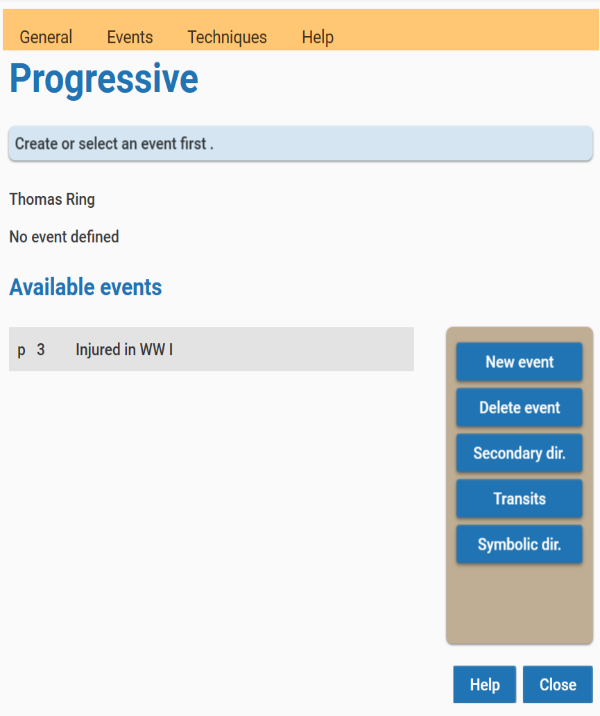 General Events Techniques Help
Progressive
Create or select an event first .
Thomas Ring
No event defined
Available events
p 3 Injured in WW I
New event
Delete event
Secondary dir.
Transits
Symbolic dir.
Help Close